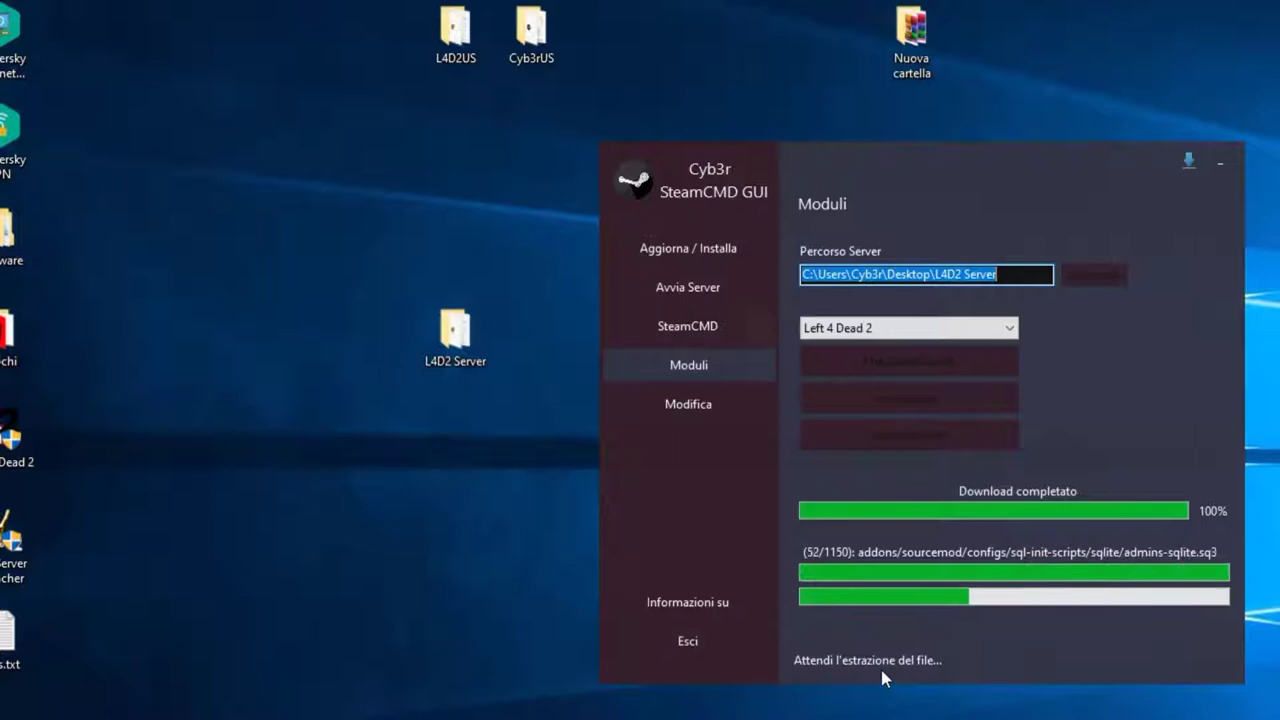 ersky
net...
ersky
PN
ware
chi
Dead 2
Server
cher
s.txt
L4D2US
Cyb3rUS
Nuova
cartella
L4D2 Server
Cyb3r
SteamCMD GUI
Aggiorna / Installa
Avvia Server
SteamCMD
Moduli
Modifica
Informazioni su
Esci
Moduli
Percorso Server
C:\Users\Cyb3r\Desktop\L4D2 Server
Left 4 Dead 2
Download completato
100%
(52/1150): addons/sourcemod/configs/sql-init-scripts/sqlite/admins-sqlite.sq3
Attendi l'estrazione del file...